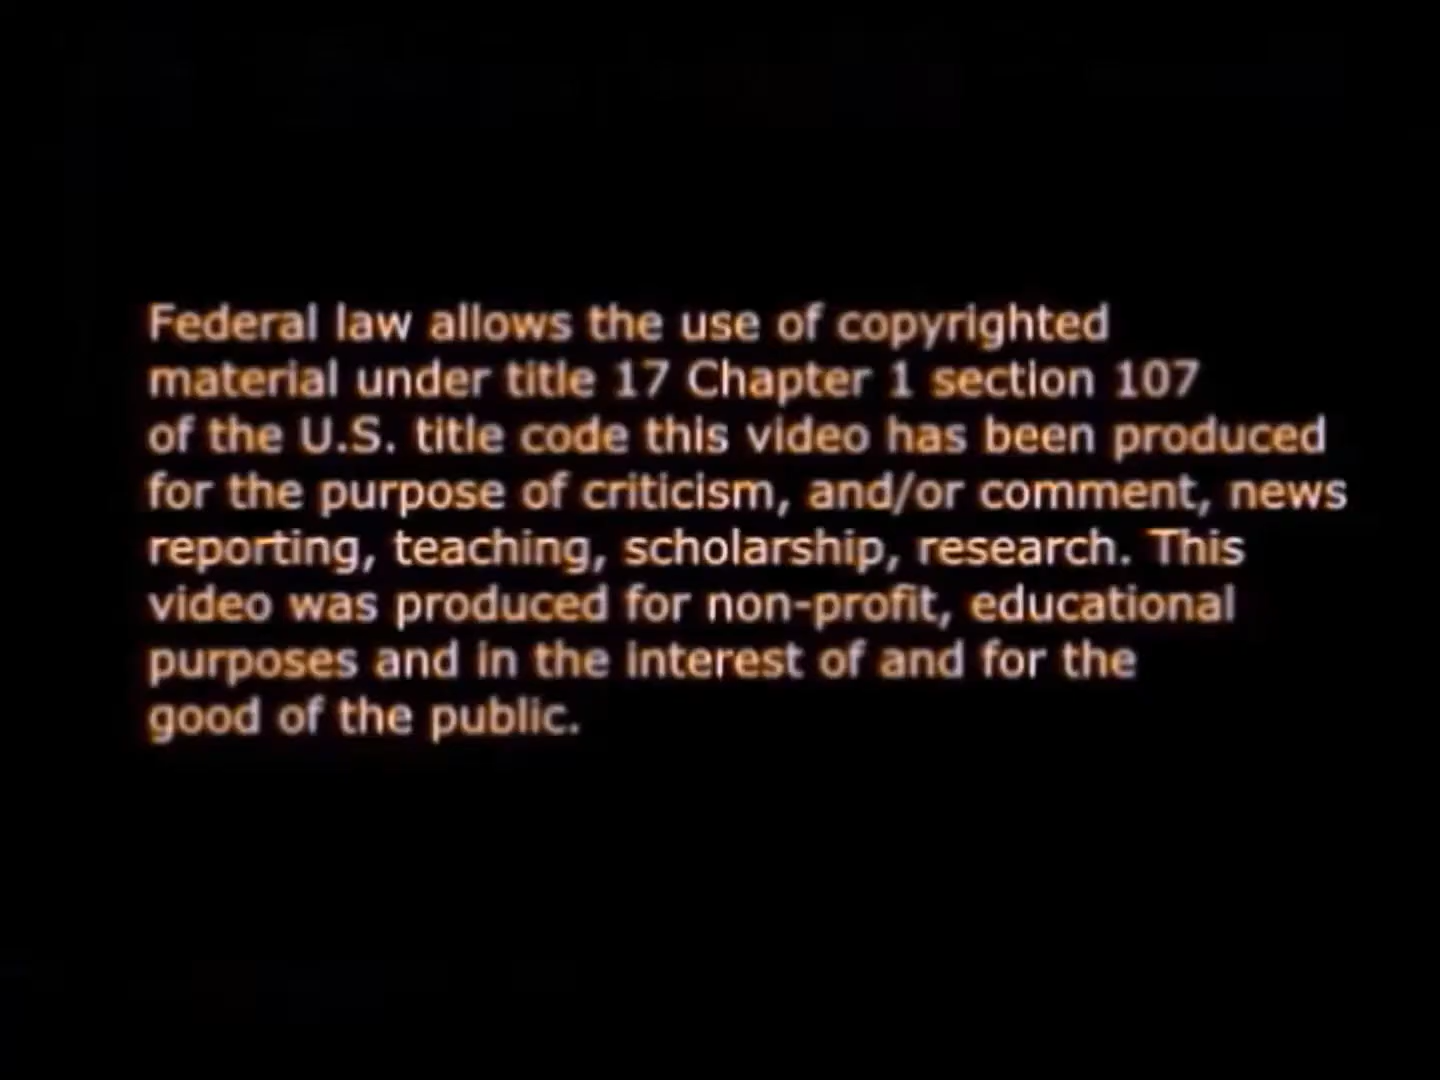 Federal law allows the use of copyrighted
material under title 17 Chapter 1 section 107
of the U.S. title code this video has been produced
for the purpose of criticism, and/or comment, news
reporting, teaching, scholarship, research. This
video was produced for non-profit, educational
purposes and in the interest of and for the
good of the public.